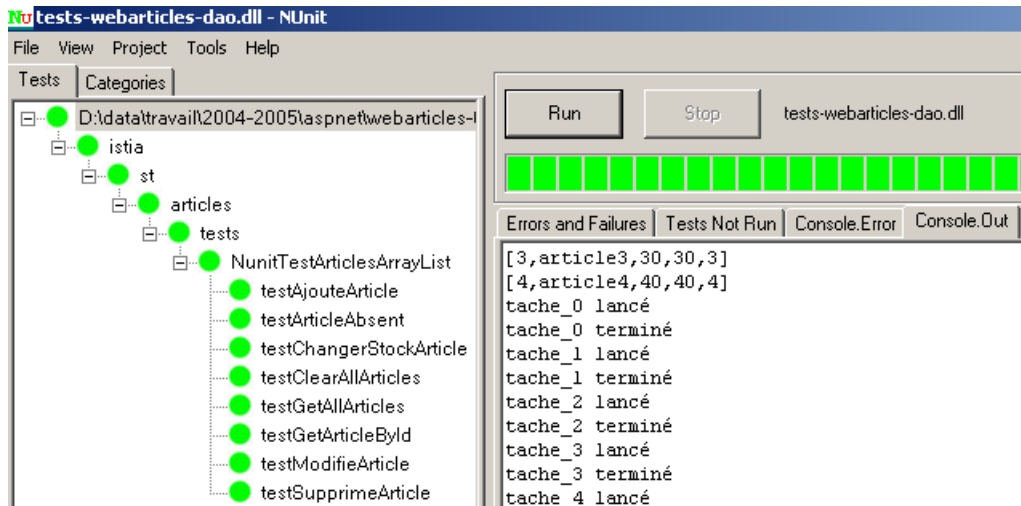 Nu tests-webarticles-dao.dll - NUnit
File View Project Tools Help
Tests Categories
D:\data\travail\2004-2005\aspnet\webarticles-
istia
st
articles
tests
NunitTestArticlesArrayList
testAjouteArticle
testArticleAbsent
testChangerStockArticle
testClearAllArticles
testGetAllArticles
testGetArticleById
testModifieArticle
testSupprimeArticle
Run Stop tests-webarticles-dao.dll
Errors and Failures Tests Not Run Console.Error Console.Out
[3,article3,30,30,3]
[4,article4,40,40,4]
tache_0 lancé
tache_0 terminé
tache_1 lancé
tache_1 terminé
tache_2 lancé
tache_2 terminé
tache_3 lancé
tache_3 terminé
tache_4 lancé